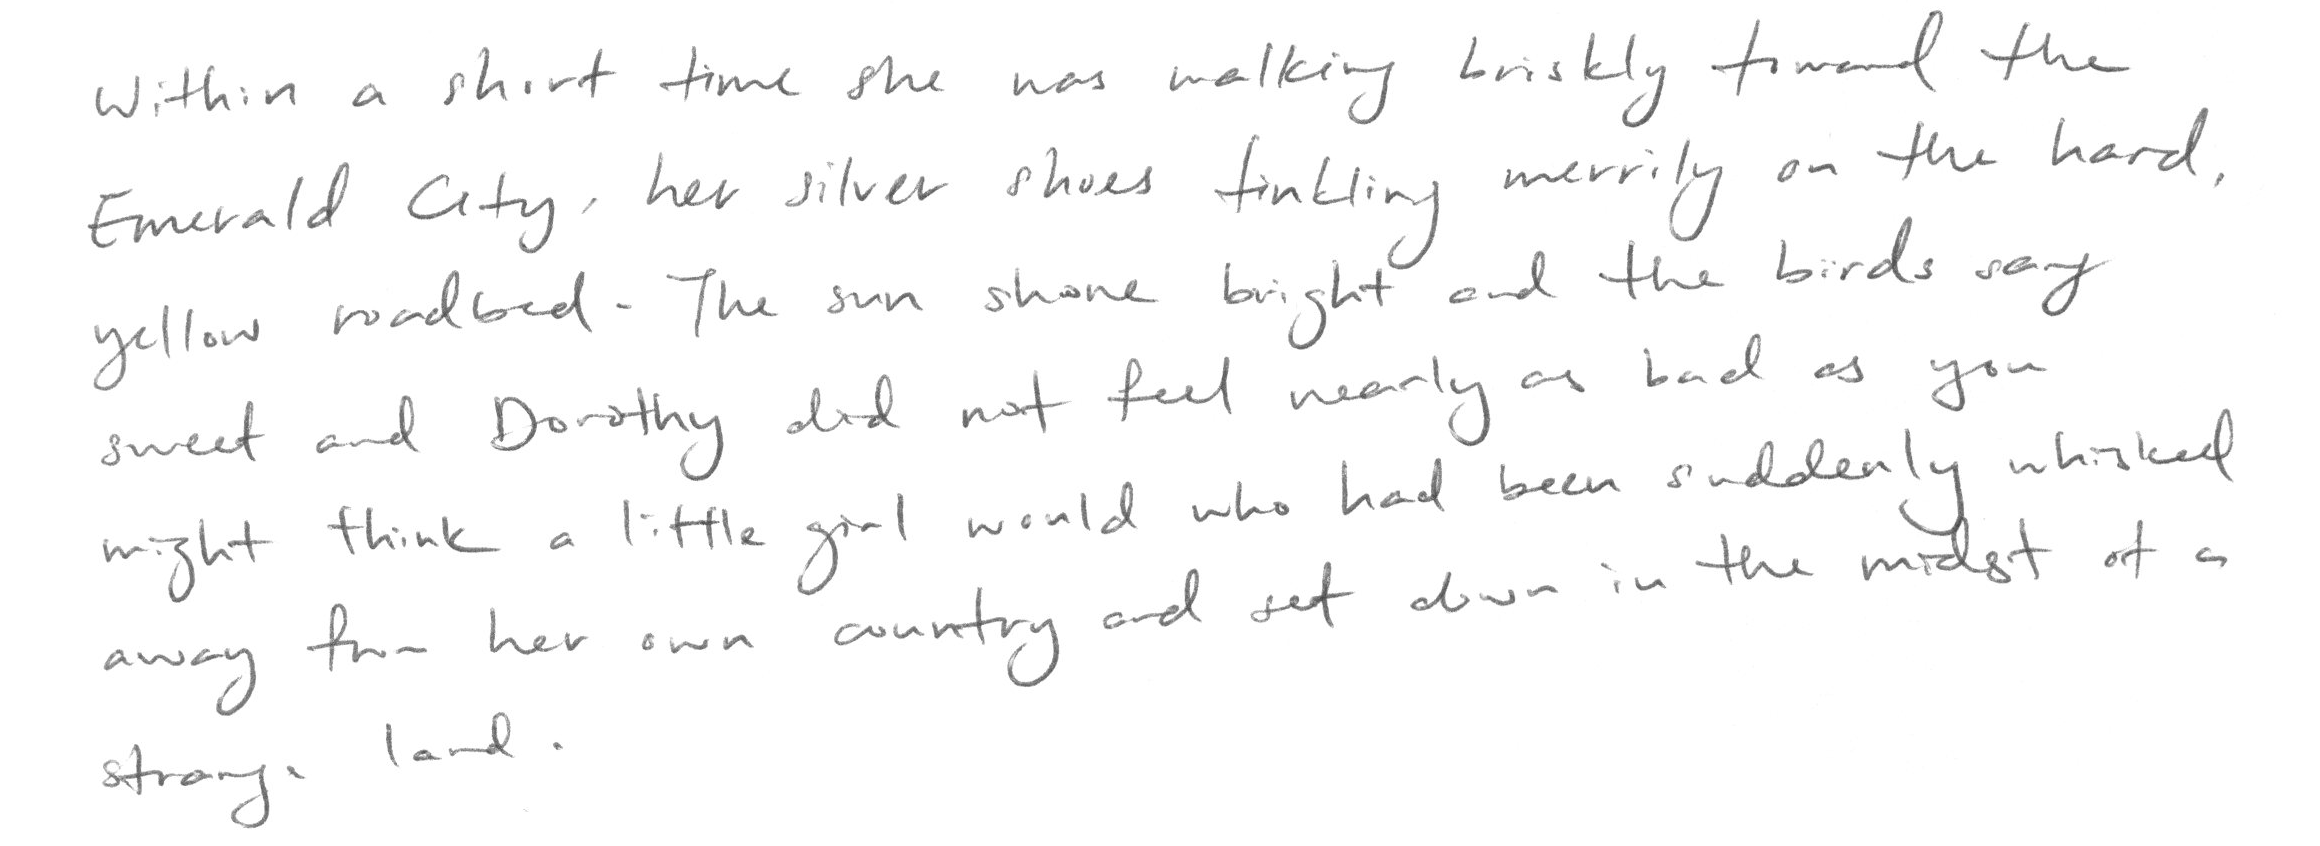 Within a short time she was walking briskly toward the
Emerald City, her silver shoes tinkling merrily on the hard,
yellow roadbed. The sun shone bright and the birds sang
sweet and Dorothy did not feel nearly as bad as you
might think a little girl would who had been suddenly whisked
away from her own country and set down in the midst of a
strange land.